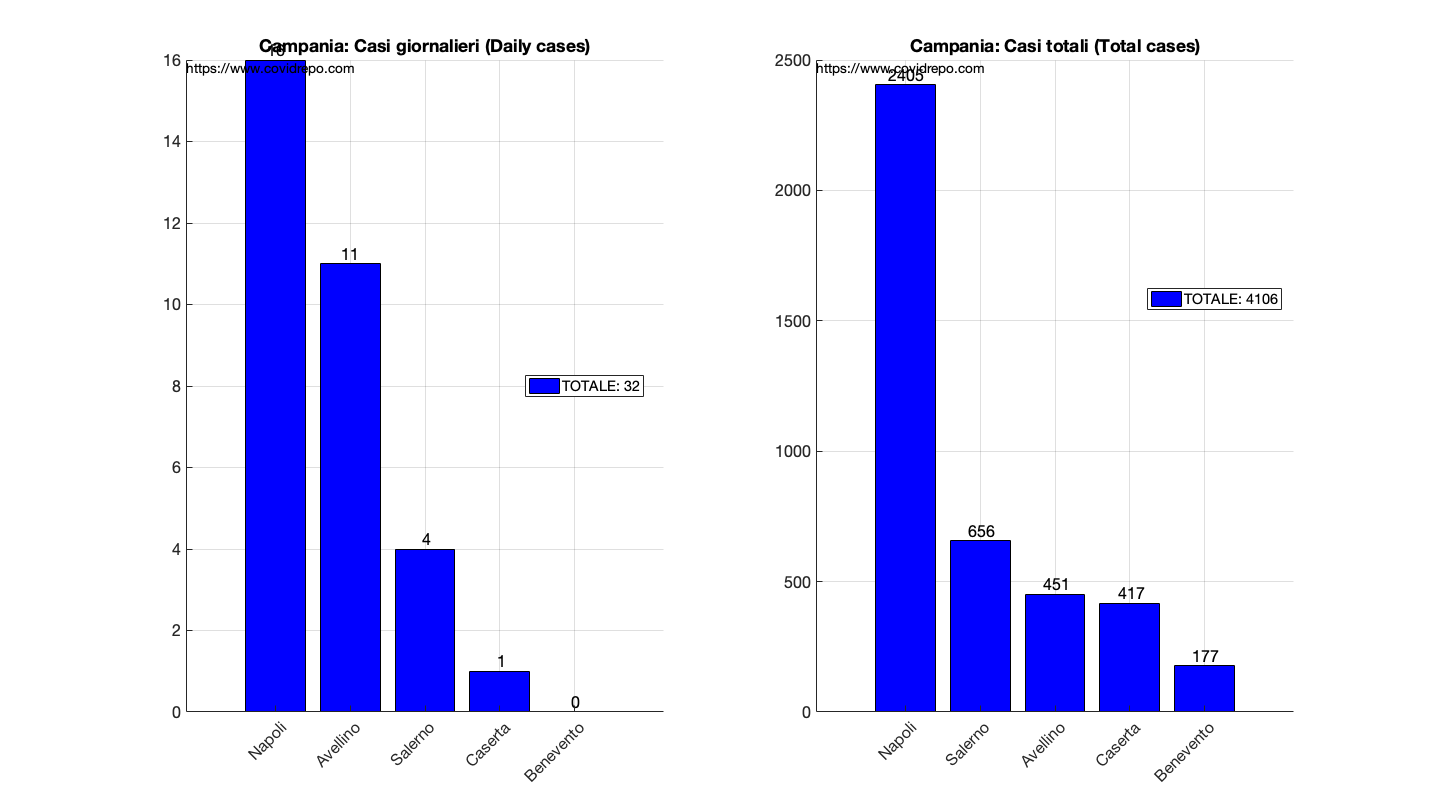 Campania: Casi giornalieri (Daily cases)
https://www.covidrepo.com
16
14
12
10
8
6
4
2
0
16
11
4
1
0
TOTALE: 32
Napoli
Avellino
Salerno
Caserta
Benevento
Campania: Casi totali (Total cases)
https://www.covidrepo.com
2500
2000
1500
1000
500
0
2405
656
451
417
177
TOTALE: 4106
Napoli
Salerno
Avellino
Caserta
Benevento